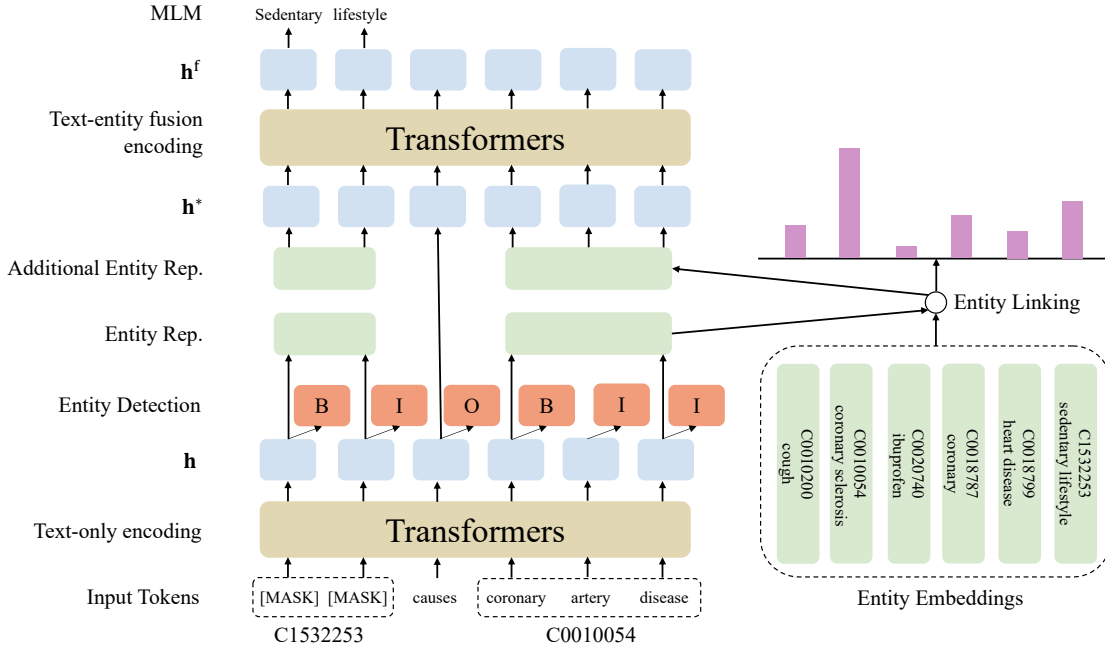 MLM
Sedentary lifestyle
h^f
Text-entity fusion
encoding
Transformers
h*
Additional Entity Rep.
Entity Linking
Entity Rep.
Entity Detection
B I O B I I
h
Text-only encoding
Transformers
Input Tokens
[MASK] [MASK] causes coronary artery disease
C1532253 C0010054
C0010200
cough
C0010054
coronary sclerosis
C0020740
ibuprofen
C0018787
coronary
C0018799
heart disease
C1532253
sedentary lifestyle
Entity Embeddings